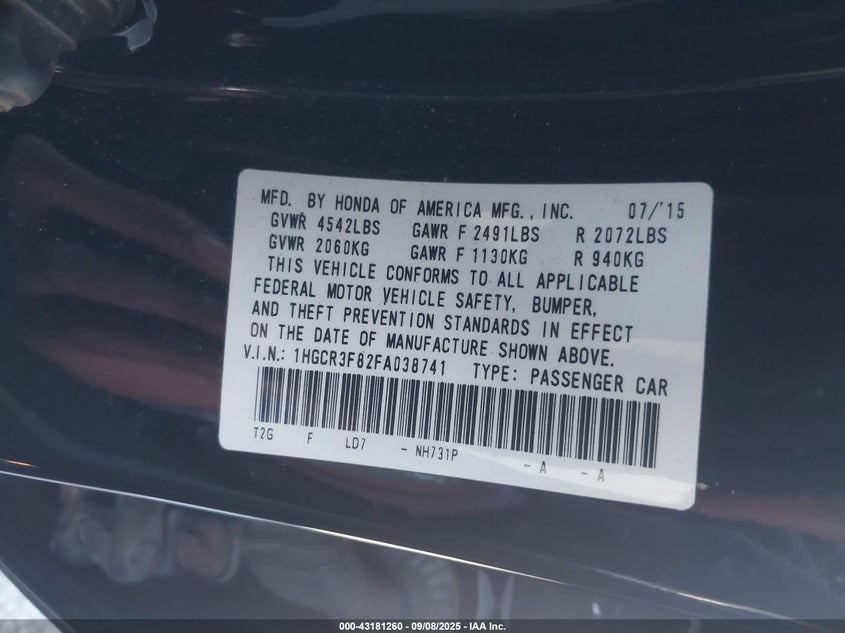 MFD. BY HONDA OF AMERICA MFG., INC. 07/'15
GVWR 4542LBS GAWR F 2491LBS R 2072LBS
GVWR 2060KG GAWR F 1130KG R 940KG
THIS VEHICLE CONFORMS TO ALL APPLICABLE
FEDERAL MOTOR VEHICLE SAFETY, BUMPER,
AND THEFT PREVENTION STANDARDS IN EFFECT
ON THE DATE OF MANUFACTURE SHOWN ABOVE.
V.I.N.: 1HGCR3F82FA038741 TYPE: PASSENGER CAR
T2G F LD7 - NH731P - A - A
000-43181260 - 09/08/2025 - IAA Inc.